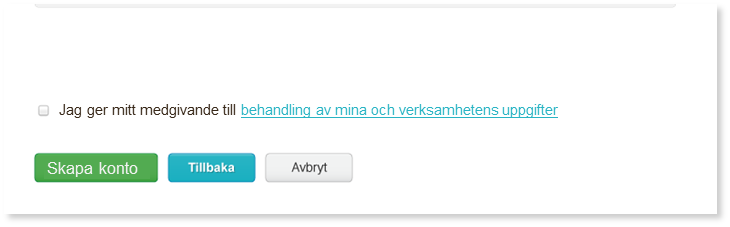 Jag ger mitt medgivande till behandling av mina och verksamhetens uppgifter
Skapa konto Tillbaka Avbryt